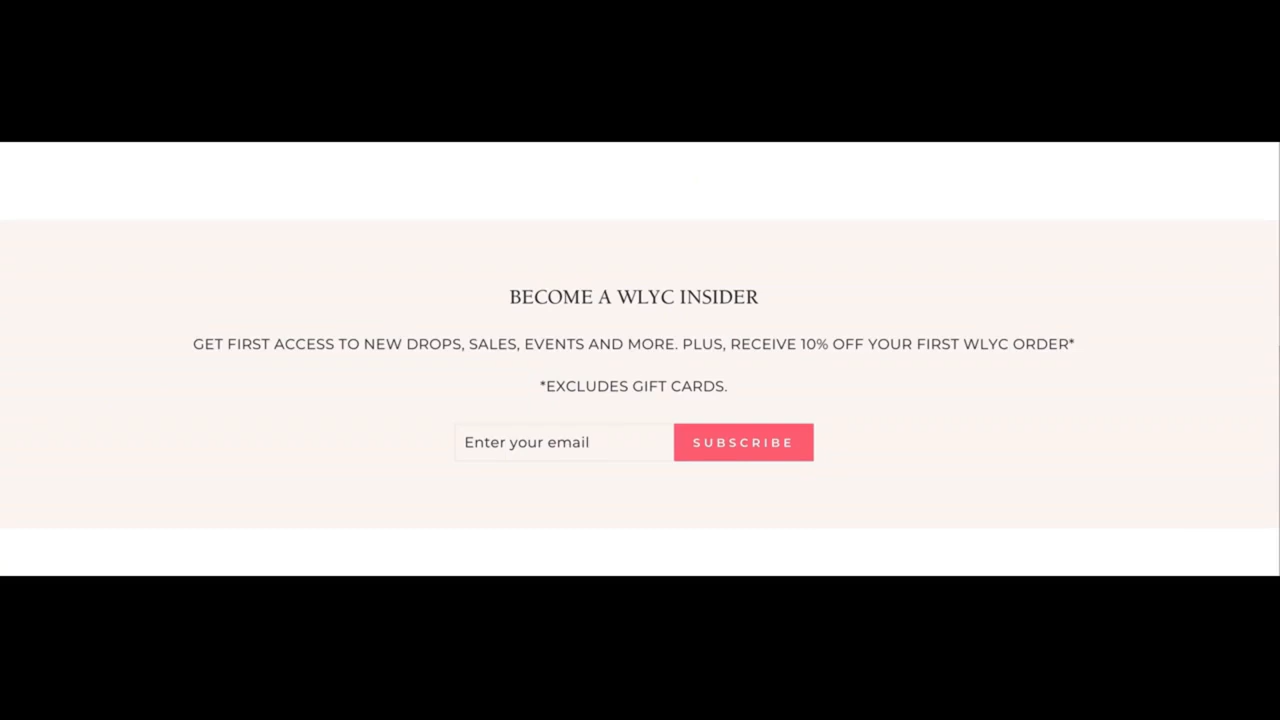 BECOME A WLYC INSIDER
GET FIRST ACCESS TO NEW DROPS, SALES, EVENTS AND MORE. PLUS, RECEIVE 10% OFF YOUR FIRST WLYC ORDER*
*EXCLUDES GIFT CARDS.
Enter your email SUBSCRIBE